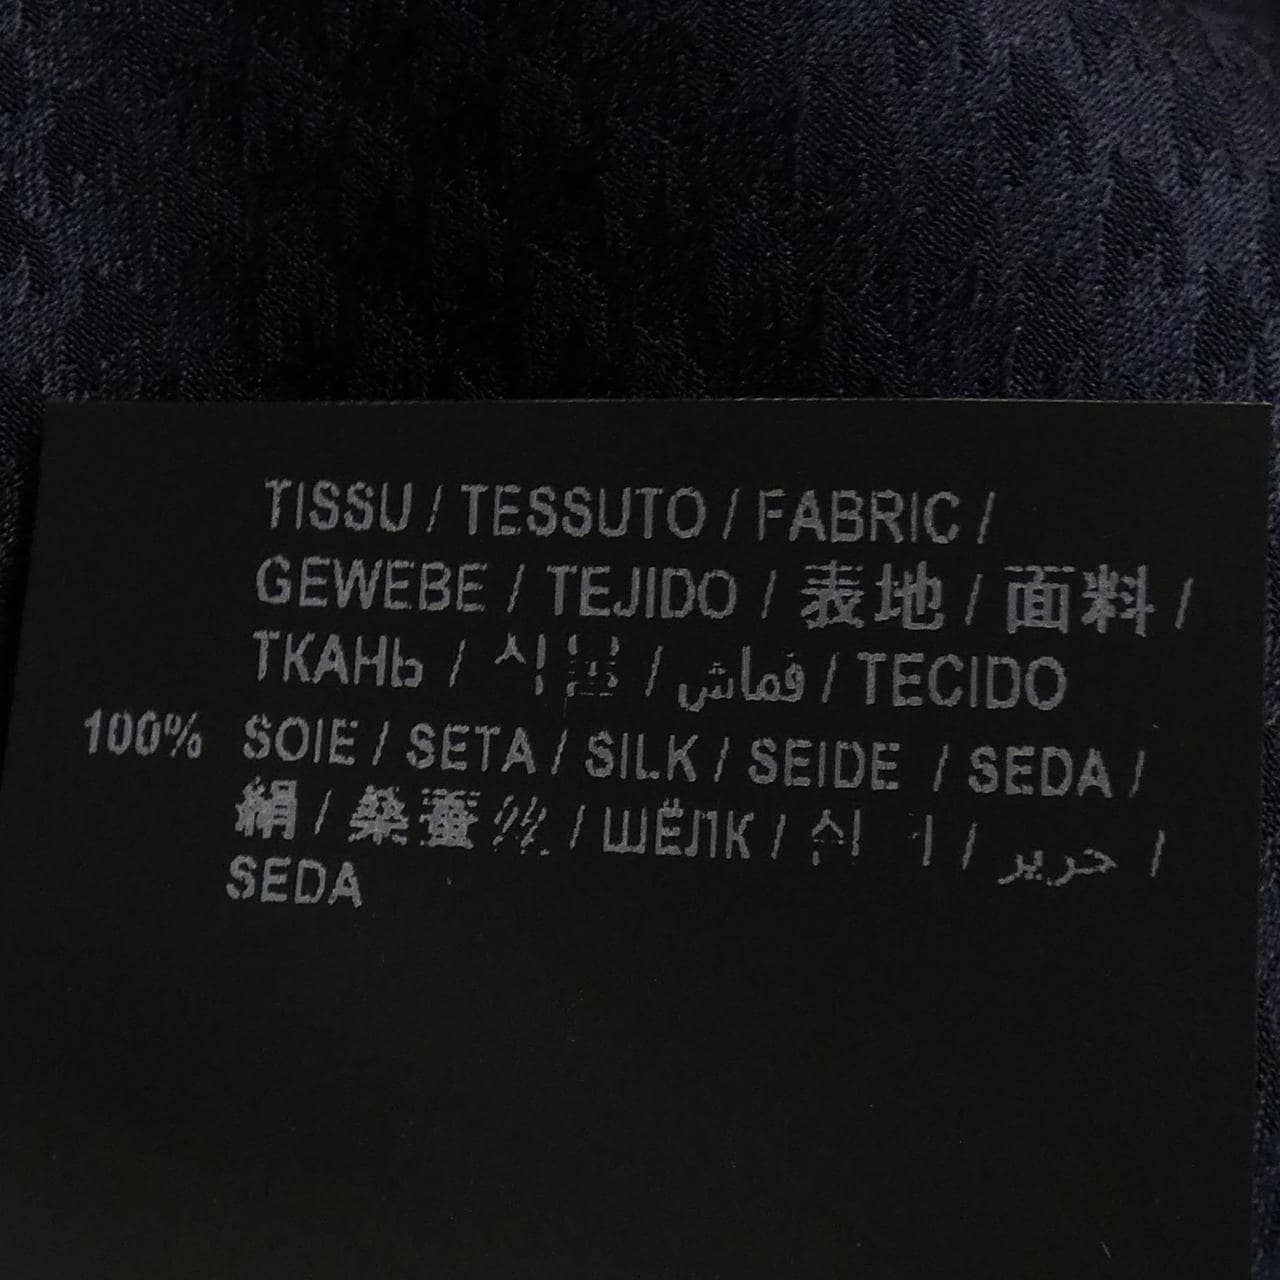 TISSU / TESSUTO / FABRIC /
GEWEBE / TEJIDO / 表地 / 面料 /
ТКАНЬ / 식 / قماش / TECIDO
100% SOIE / SETA / SILK / SEIDE / SEDA /
絹 / 桑蚕丝 / ШЁЛК / / حرير /
SEDA